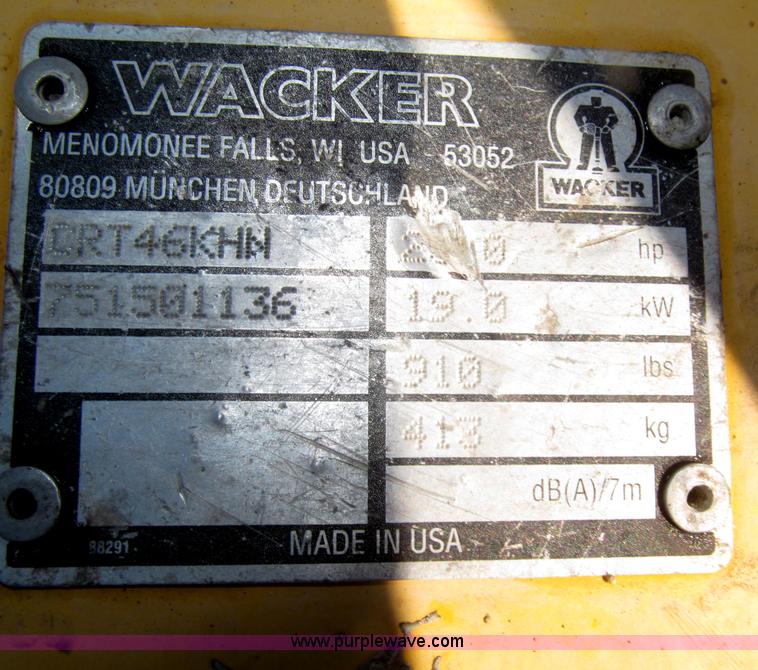 WACKER
MENOMONEE FALLS, WI USA 53052
80809 MÜNCHEN, DEUTSCHLAND
WACKER
CRT46KHN hp
751501136 19.0 kW
910 lbs
413 kg
dB(A)/7m
88291 MADE IN USA
www.purplewave.com